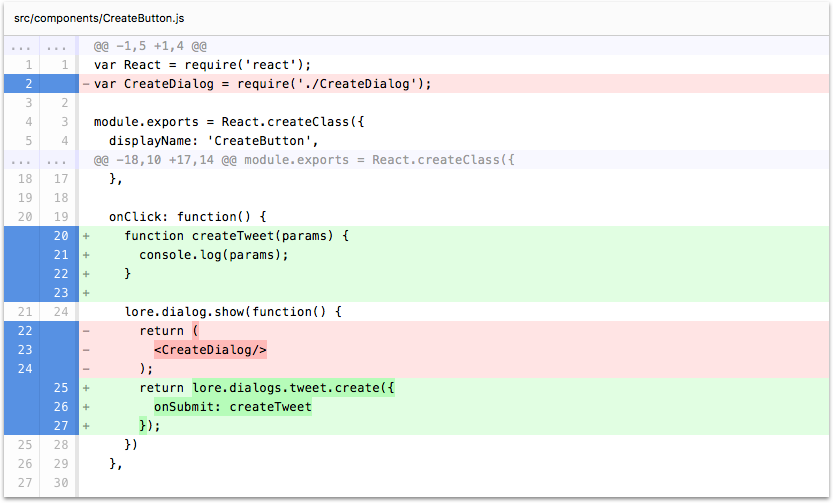 src/components/CreateButton.js
... ... @@ -1,5 +1,4 @@
1 1 var React = require('react');
2 -var CreateDialog = require('./CreateDialog');
3 2
4 3 module.exports = React.createClass({
5 4   displayName: 'CreateButton',
... ... @@ -18,10 +17,14 @@ module.exports = React.createClass({
18 17   },
19 18
20 19   onClick: function() {
20 +    function createTweet(params) {
21 +      console.log(params);
22 +    }
23 +
21 24     lore.dialog.show(function() {
22 -      return (
23 -        <CreateDialog/>
24 -      );
25 +      return lore.dialogs.tweet.create({
26 +        onSubmit: createTweet
27 +      });
25 28     })
26 29   },
27 30